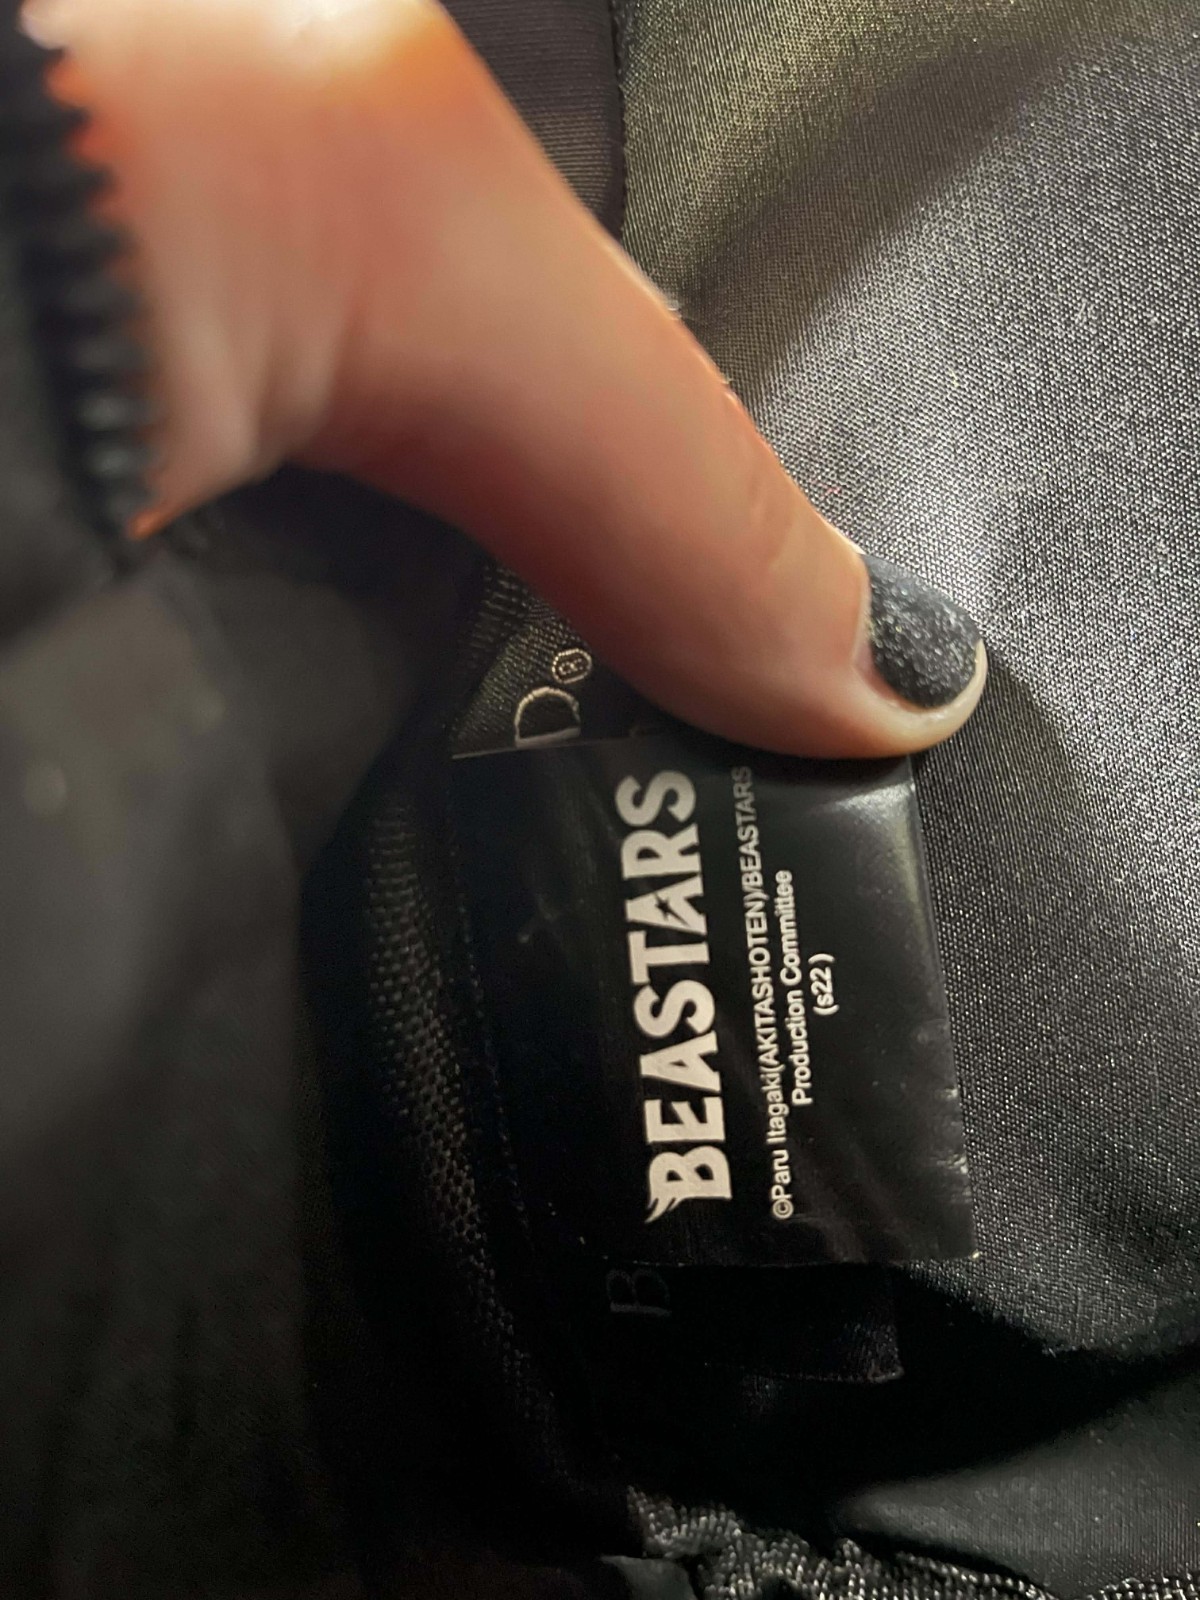 D®
BEASTARS
©Paru Itagaki(AKITASHOTEN)/BEASTARS
Production Committee
(s22)
B